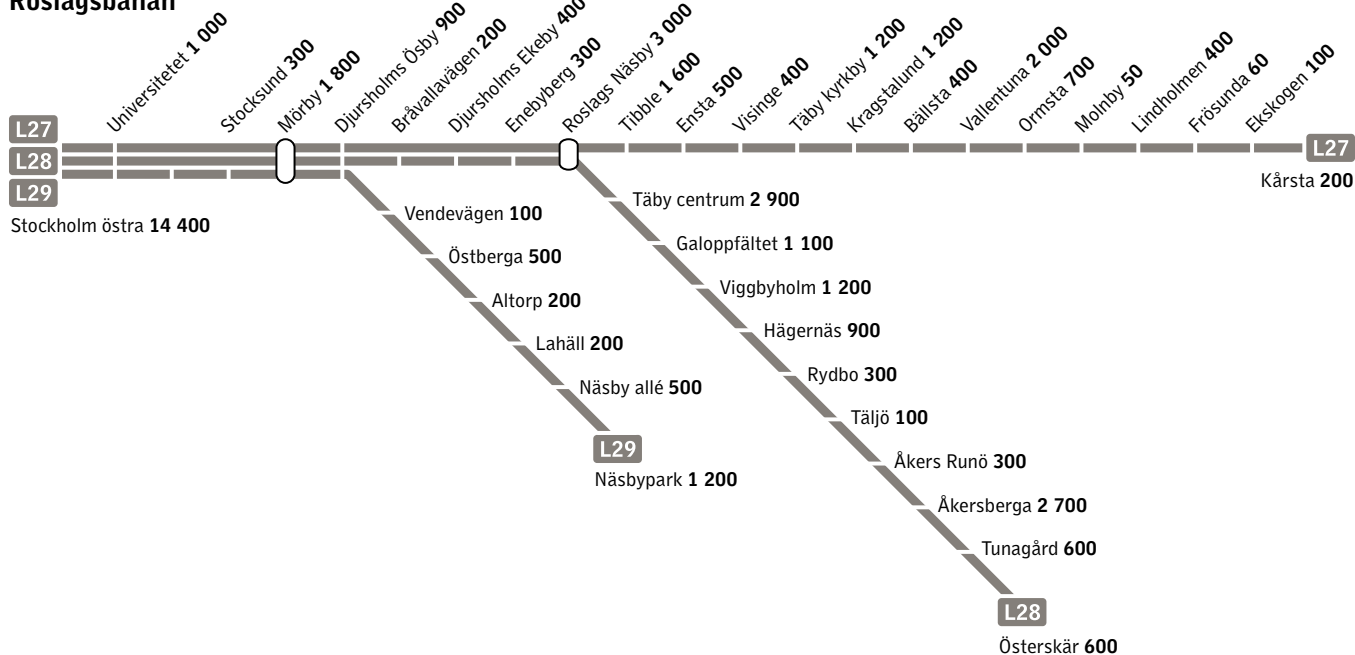 Roslagsbanan
Universitetet 1 000
Stocksund 300
Mörby 1 800
Djursholms Ösby 900
Bråvallavägen 200
Djursholms Ekeby 400
Enebyberg 300
Roslags Näsby 3 000
Tibble 1 600
Ensta 500
Visinge 400
Täby kyrkby 1 200
Kragstalund 1 200
Bällsta 400
Vallentuna 2 000
Ormsta 700
Molnby 50
Lindholmen 400
Frösunda 60
Ekskogen 100
L27
L28
L29
Stockholm östra 14 400
L27
Kårsta 200
Vendevägen 100
Östberga 500
Altorp 200
Lahäll 200
Näsby allé 500
L29
Näsbypark 1 200
Täby centrum 2 900
Galoppfältet 1 100
Viggbyholm 1 200
Hägernäs 900
Rydbo 300
Täljö 100
Åkers Runö 300
Åkersberga 2 700
Tunagård 600
L28
Österskär 600